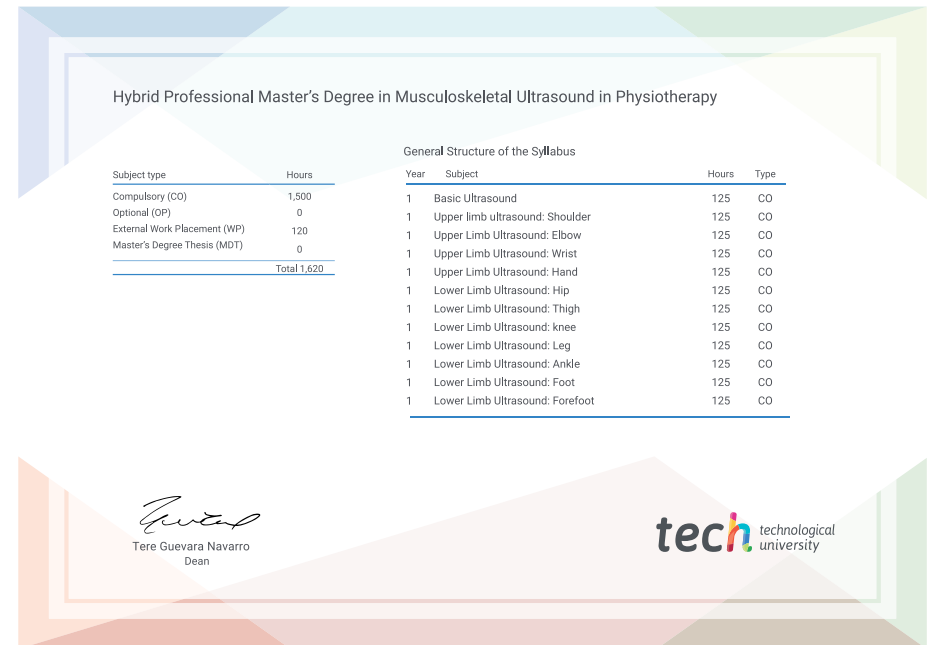 Hybrid Professional Master's Degree in Musculoskeletal Ultrasound in Physiotherapy
General Structure of the Syllabus
Subject type Hours
Compulsory (CO) 1,500
Optional (OP) 0
External Work Placement (WP) 120
Master's Degree Thesis (MDT) 0
Total 1,620
Year Subject Hours Type
1 Basic Ultrasound 125 CO
1 Upper limb ultrasound: Shoulder 125 CO
1 Upper Limb Ultrasound: Elbow 125 CO
1 Upper Limb Ultrasound: Wrist 125 CO
1 Upper Limb Ultrasound: Hand 125 CO
1 Lower Limb Ultrasound: Hip 125 CO
1 Lower Limb Ultrasound: Thigh 125 CO
1 Lower Limb Ultrasound: knee 125 CO
1 Lower Limb Ultrasound: Leg 125 CO
1 Lower Limb Ultrasound: Ankle 125 CO
1 Lower Limb Ultrasound: Foot 125 CO
1 Lower Limb Ultrasound: Forefoot 125 CO
Tere Guevara Navarro
Dean
tech technological
university